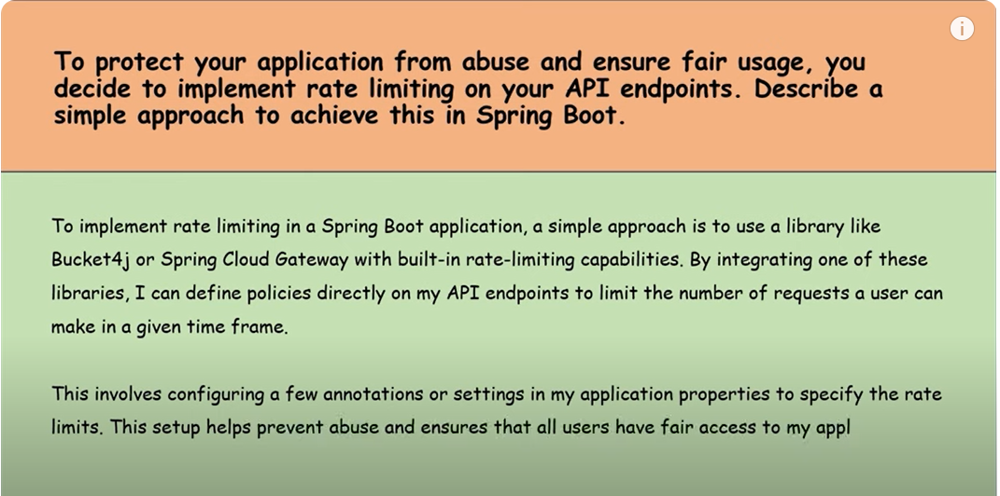 To protect your application from abuse and ensure fair usage, you
decide to implement rate limiting on your API endpoints. Describe a
simple approach to achieve this in Spring Boot.
To implement rate limiting in a Spring Boot application, a simple approach is to use a library like
Bucket4j or Spring Cloud Gateway with built-in rate-limiting capabilities. By integrating one of these
libraries, I can define policies directly on my API endpoints to limit the number of requests a user can
make in a given time frame.
This involves configuring a few annotations or settings in my application properties to specify the rate
limits. This setup helps prevent abuse and ensures that all users have fair access to my appl